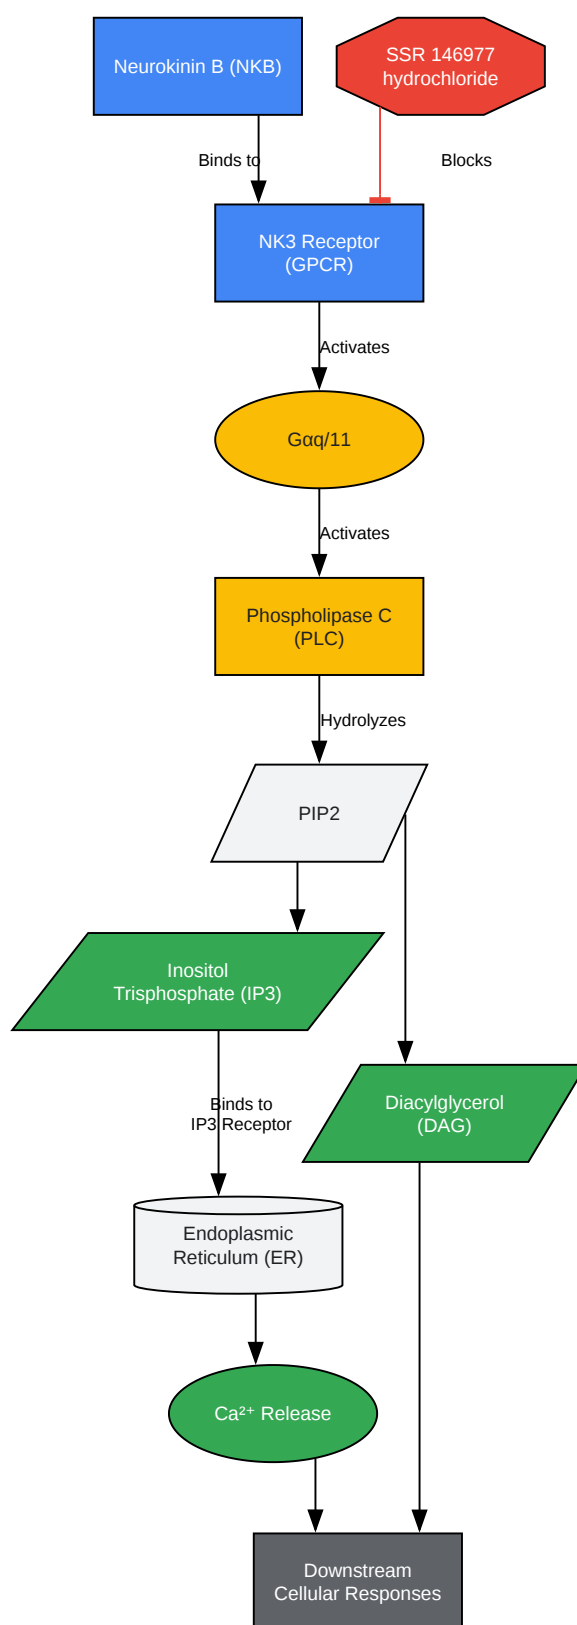 Neurokinin B (NKB)
SSR 146977
hydrochloride
Binds to
Blocks
NK3 Receptor
(GPCR)
Activates
Gαq/11
Activates
Phospholipase C
(PLC)
Hydrolyzes
PIP2
Inositol
Trisphosphate (IP3)
Binds to
IP3 Receptor
Diacylglycerol
(DAG)
Endoplasmic
Reticulum (ER)
Ca²⁺ Release
Downstream
Cellular Responses